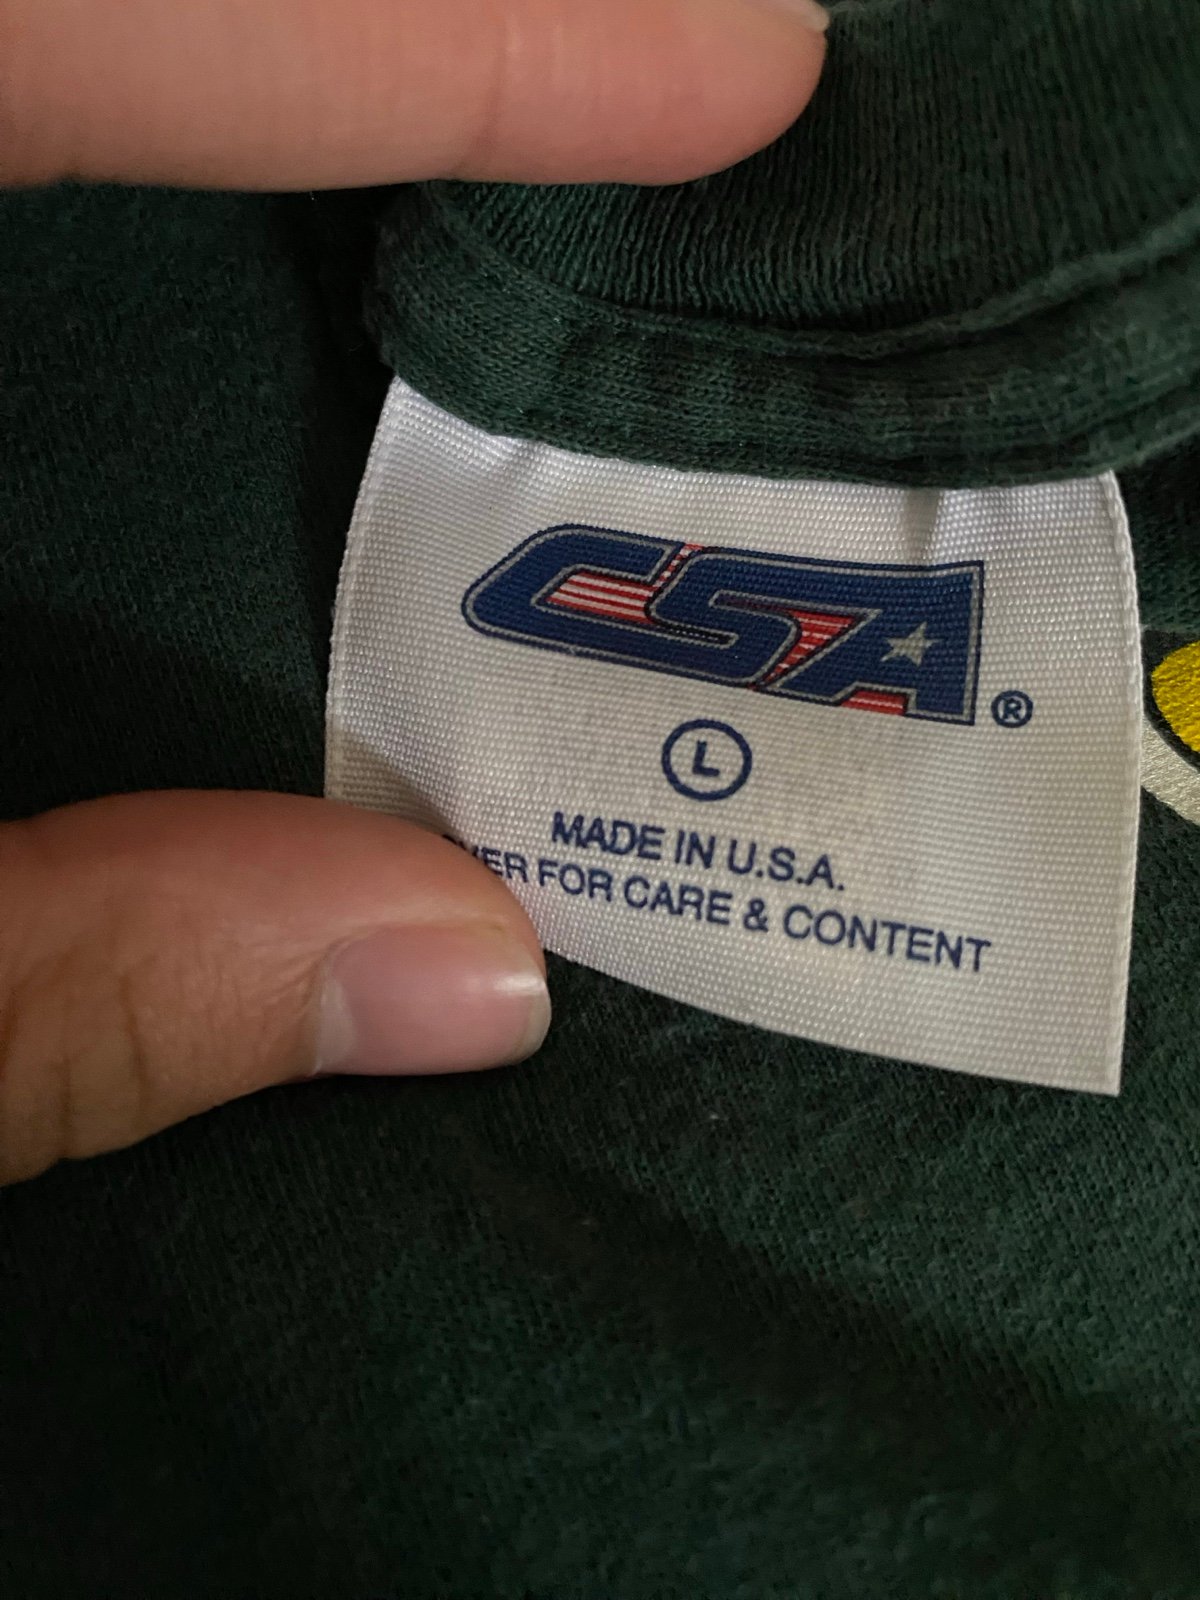 CSA®
L
MADE IN U.S.A.
FOR CARE & CONTENT